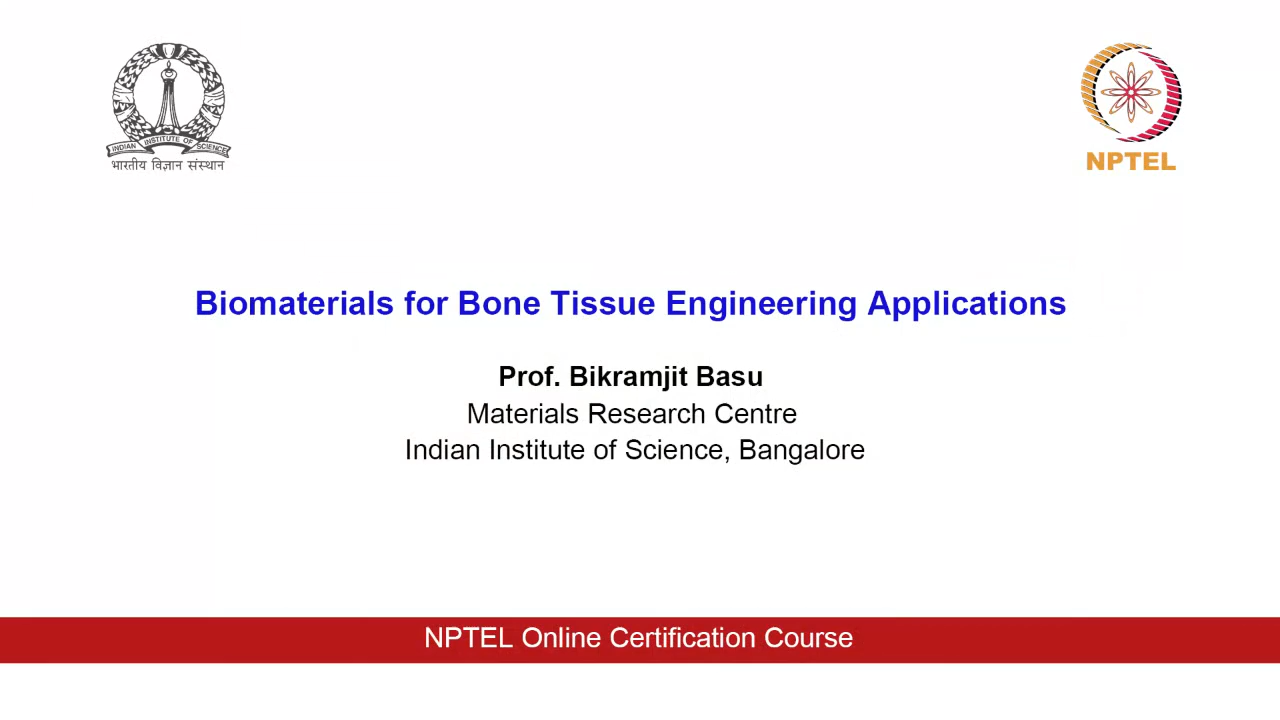 INDIAN INSTITUTE OF SCIENCE
भारतीय विज्ञान संस्थान
NPTEL
Biomaterials for Bone Tissue Engineering Applications
Prof. Bikramjit Basu
Materials Research Centre
Indian Institute of Science, Bangalore
NPTEL Online Certification Course